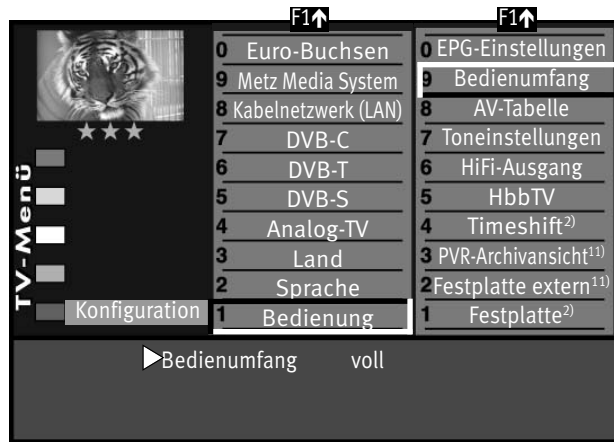 F1↑
F1↑
0 Euro-Buchsen
0 EPG-Einstellungen
9 Metz Media System
9 Bedienumfang
8 Kabelnetzwerk (LAN)
8 AV-Tabelle
7 DVB-C
7 Toneinstellungen
6 DVB-T
6 HiFi-Ausgang
5 DVB-S
5 HbbTV
4 Analog-TV
4 Timeshift2)
3 Land
3 PVR-Archivansicht11)
2 Sprache
2 Festplatte extern11)
1 Bedienung
1 Festplatte2)
TV-Menü
Konfiguration
Bedienumfang voll